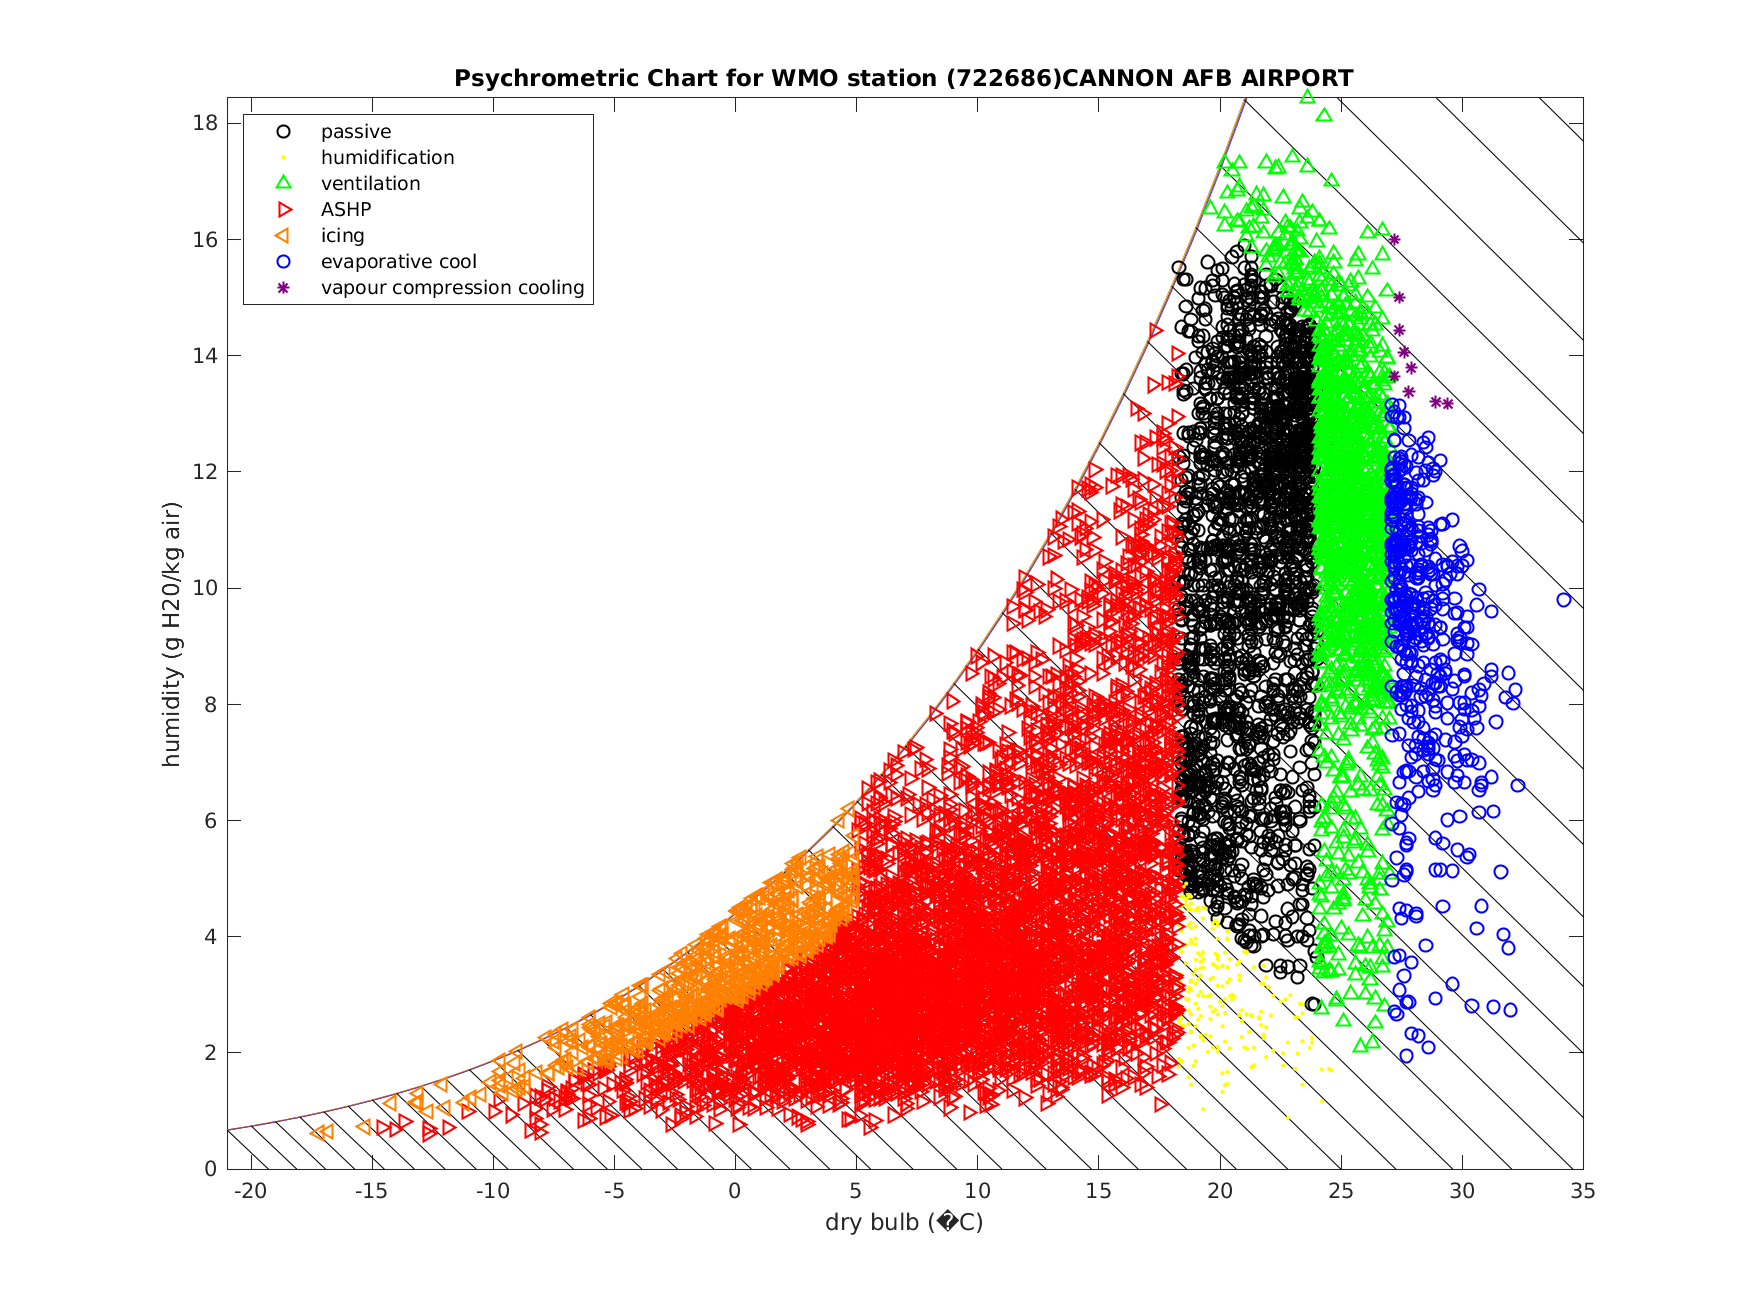 Psychrometric Chart for WMO station (722686)CANNON AFB AIRPORT
passive
humidification
ventilation
ASHP
icing
evaporative cool
vapour compression cooling
humidity (g H20/kg air)
18
16
14
12
10
8
6
4
2
0
-20 -15 -10 -5 0 5 10 15 20 25 30 35
dry bulb (�C)